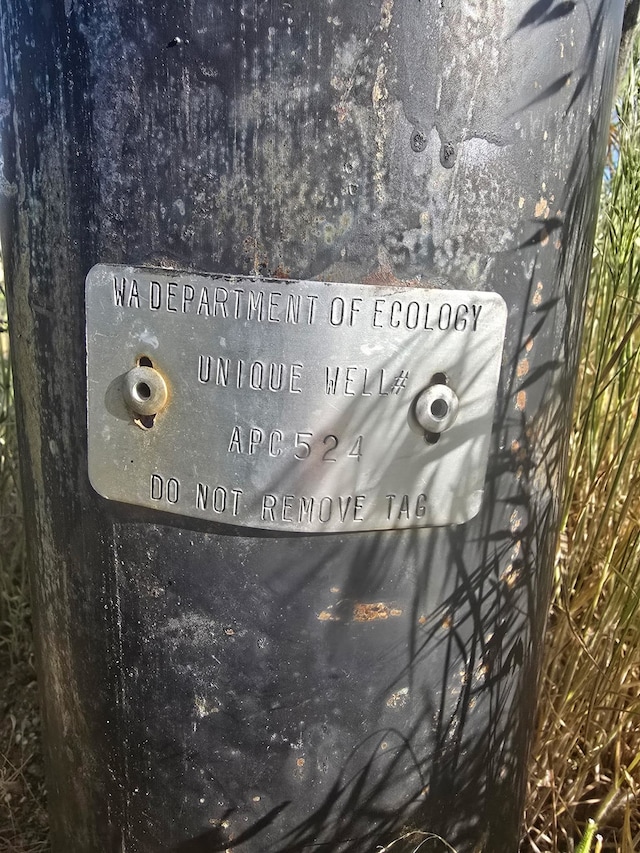 WA DEPARTMENT OF ECOLOGY
UNIQUE WELL#
APC524
DO NOT REMOVE TAG